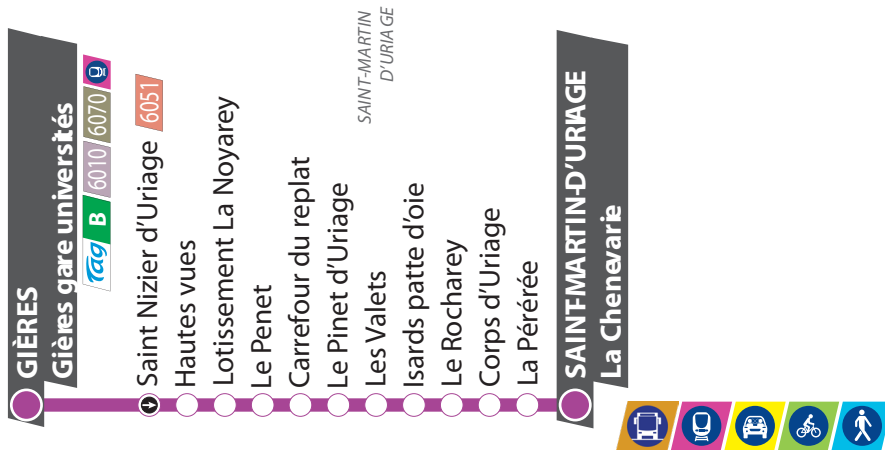 GIÈRES
Gières gare universités
Tag B 6010 6070
Saint Nizier d'Uriage 6051
Hautes vues
Lotissement La Noyarey
Le Penet
Carrefour du replat
Le Pinet d'Uriage
Les Valets
SAINT-MARTIN
D'URIAGE
Isards patte d'oie
Le Rocharey
Corps d'Uriage
La Pérérée
SAINT-MARTIN-D'URIAGE
La Chenevarie